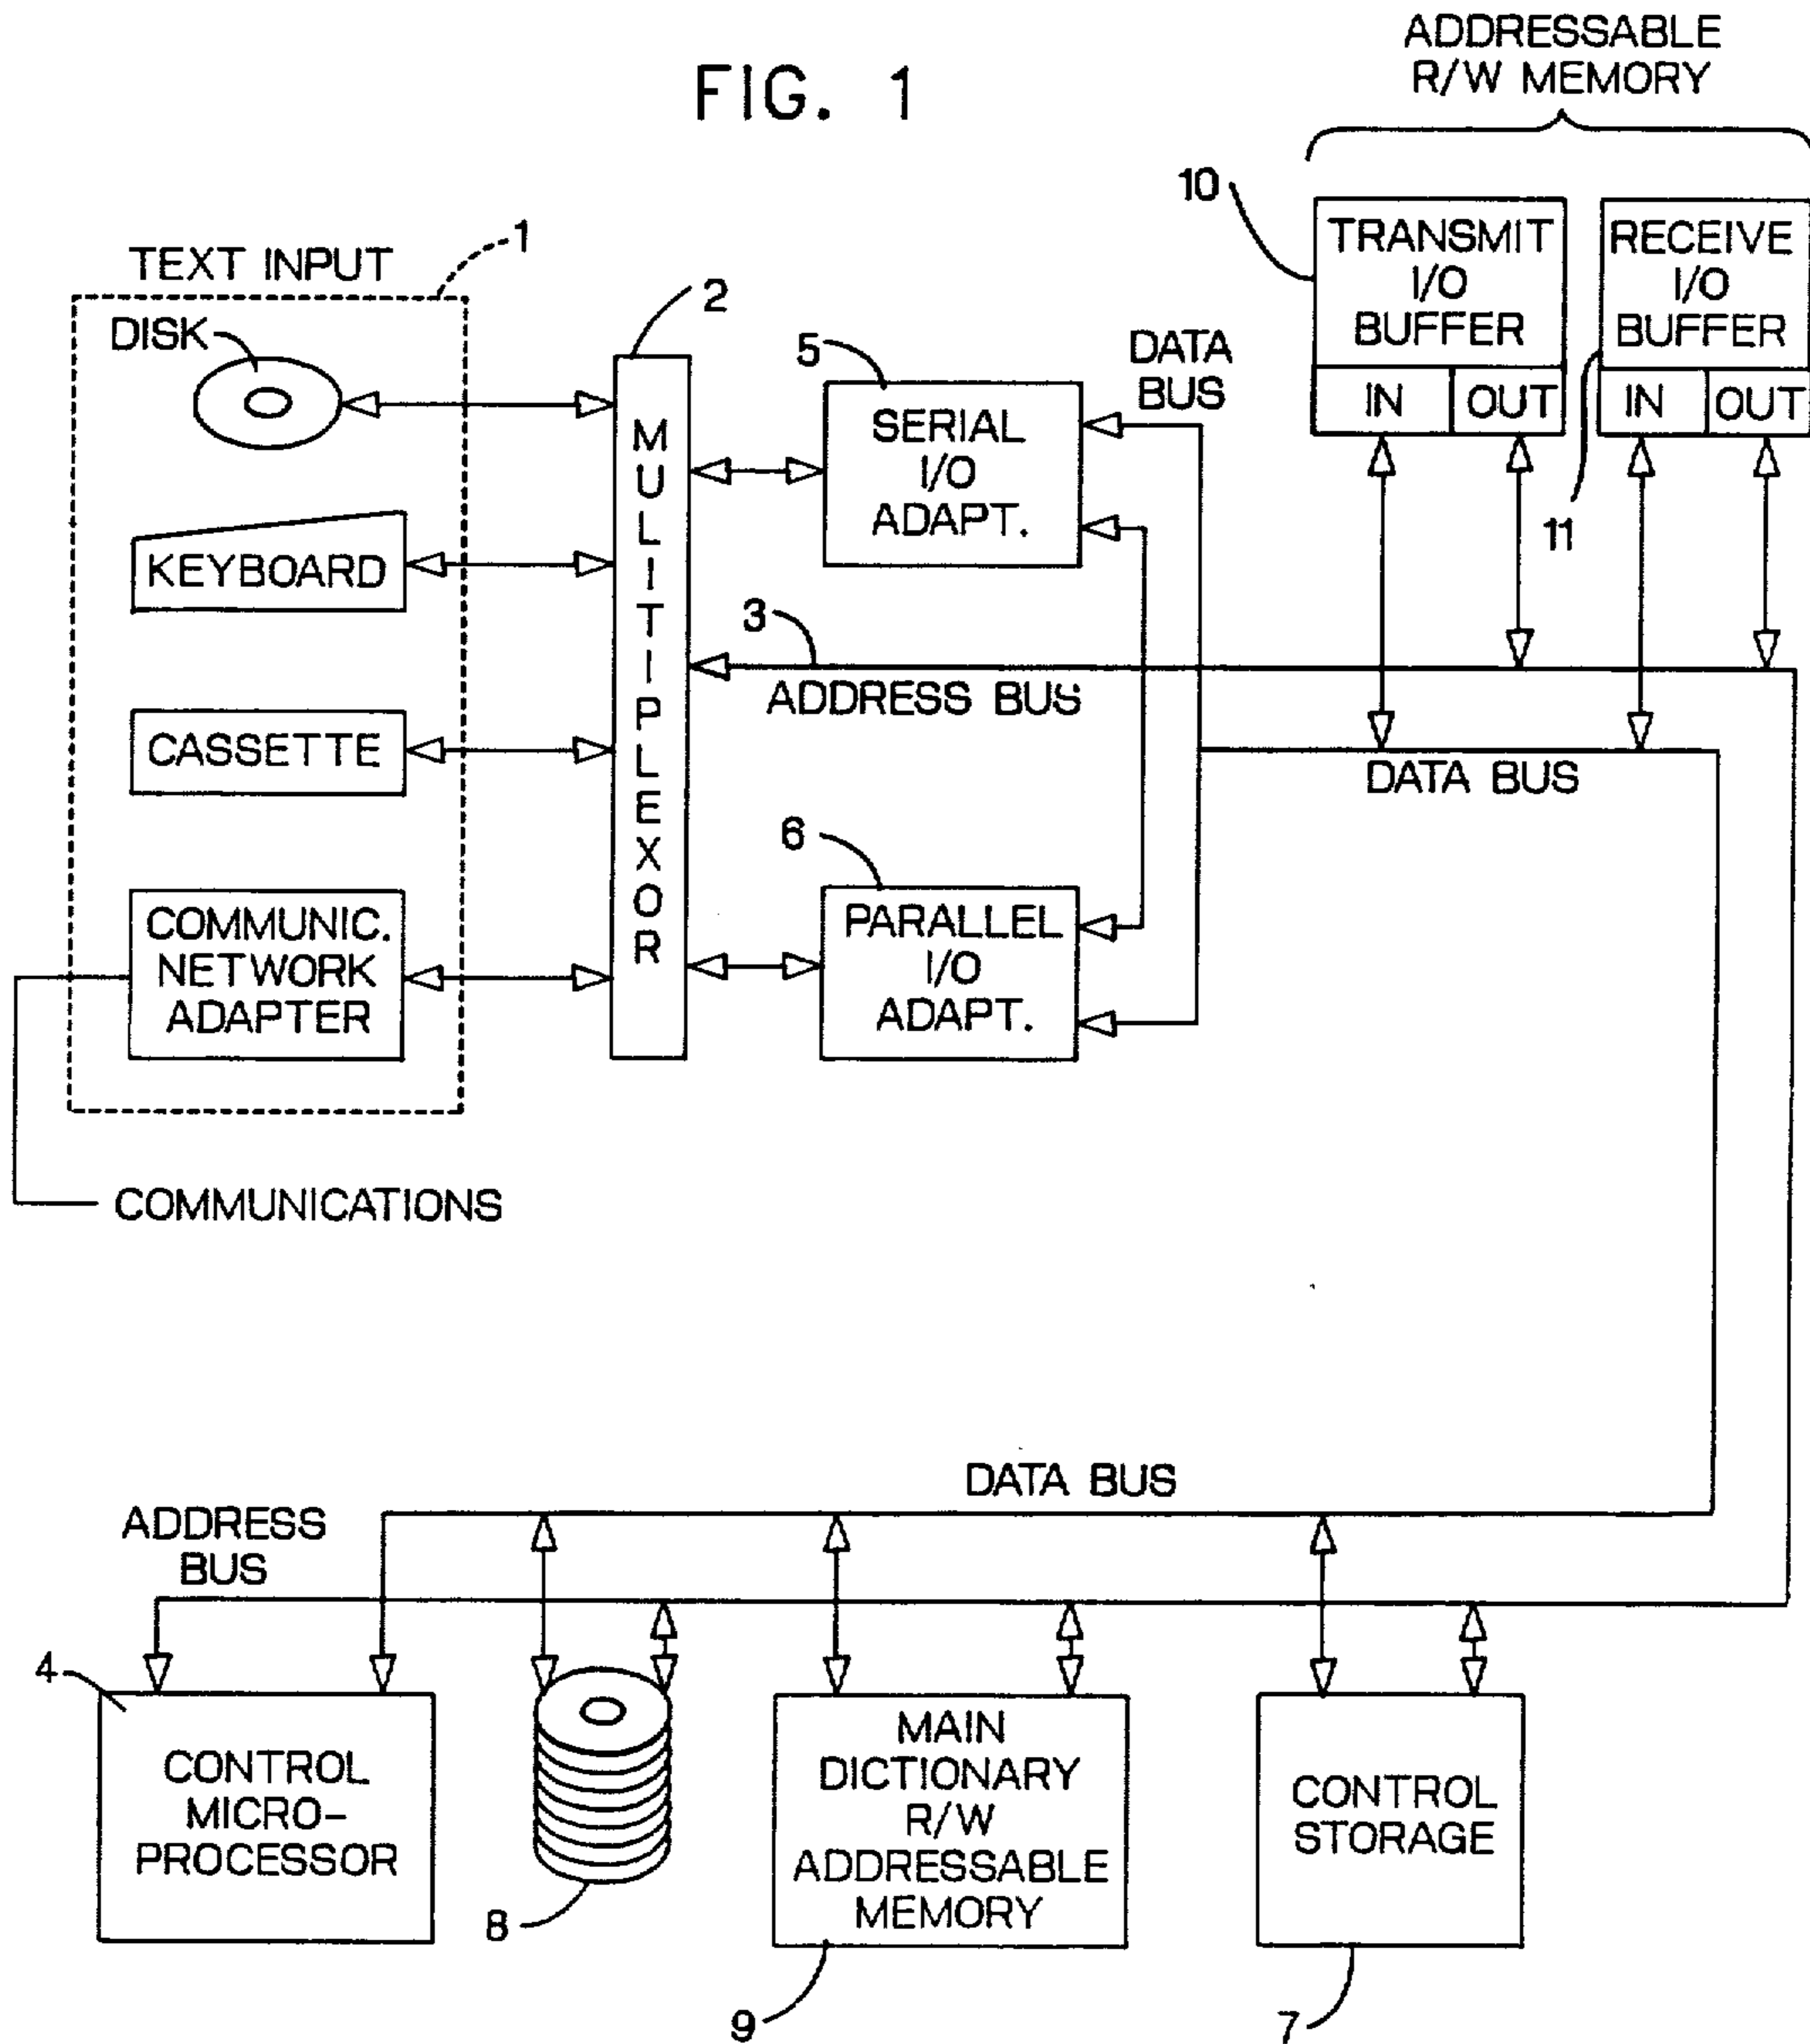 FIG. 1
ADDRESSABLE
R/W MEMORY
10
TRANSMIT
I/O
BUFFER
IN
OUT
RECEIVE
I/O
BUFFER
IN
OUT
11
TEXT INPUT
1
DISK
KEYBOARD
CASSETTE
COMMUNIC.
NETWORK
ADAPTER
COMMUNICATIONS
2
MULITIPLEXOR
5
SERIAL
I/O
ADAPT.
DATA
BUS
3
ADDRESS BUS
DATA BUS
6
PARALLEL
I/O
ADAPT.
DATA BUS
ADDRESS
BUS
4
CONTROL
MICRO-
PROCESSOR
8
MAIN
DICTIONARY
R/W
ADDRESSABLE
MEMORY
9
CONTROL
STORAGE
7